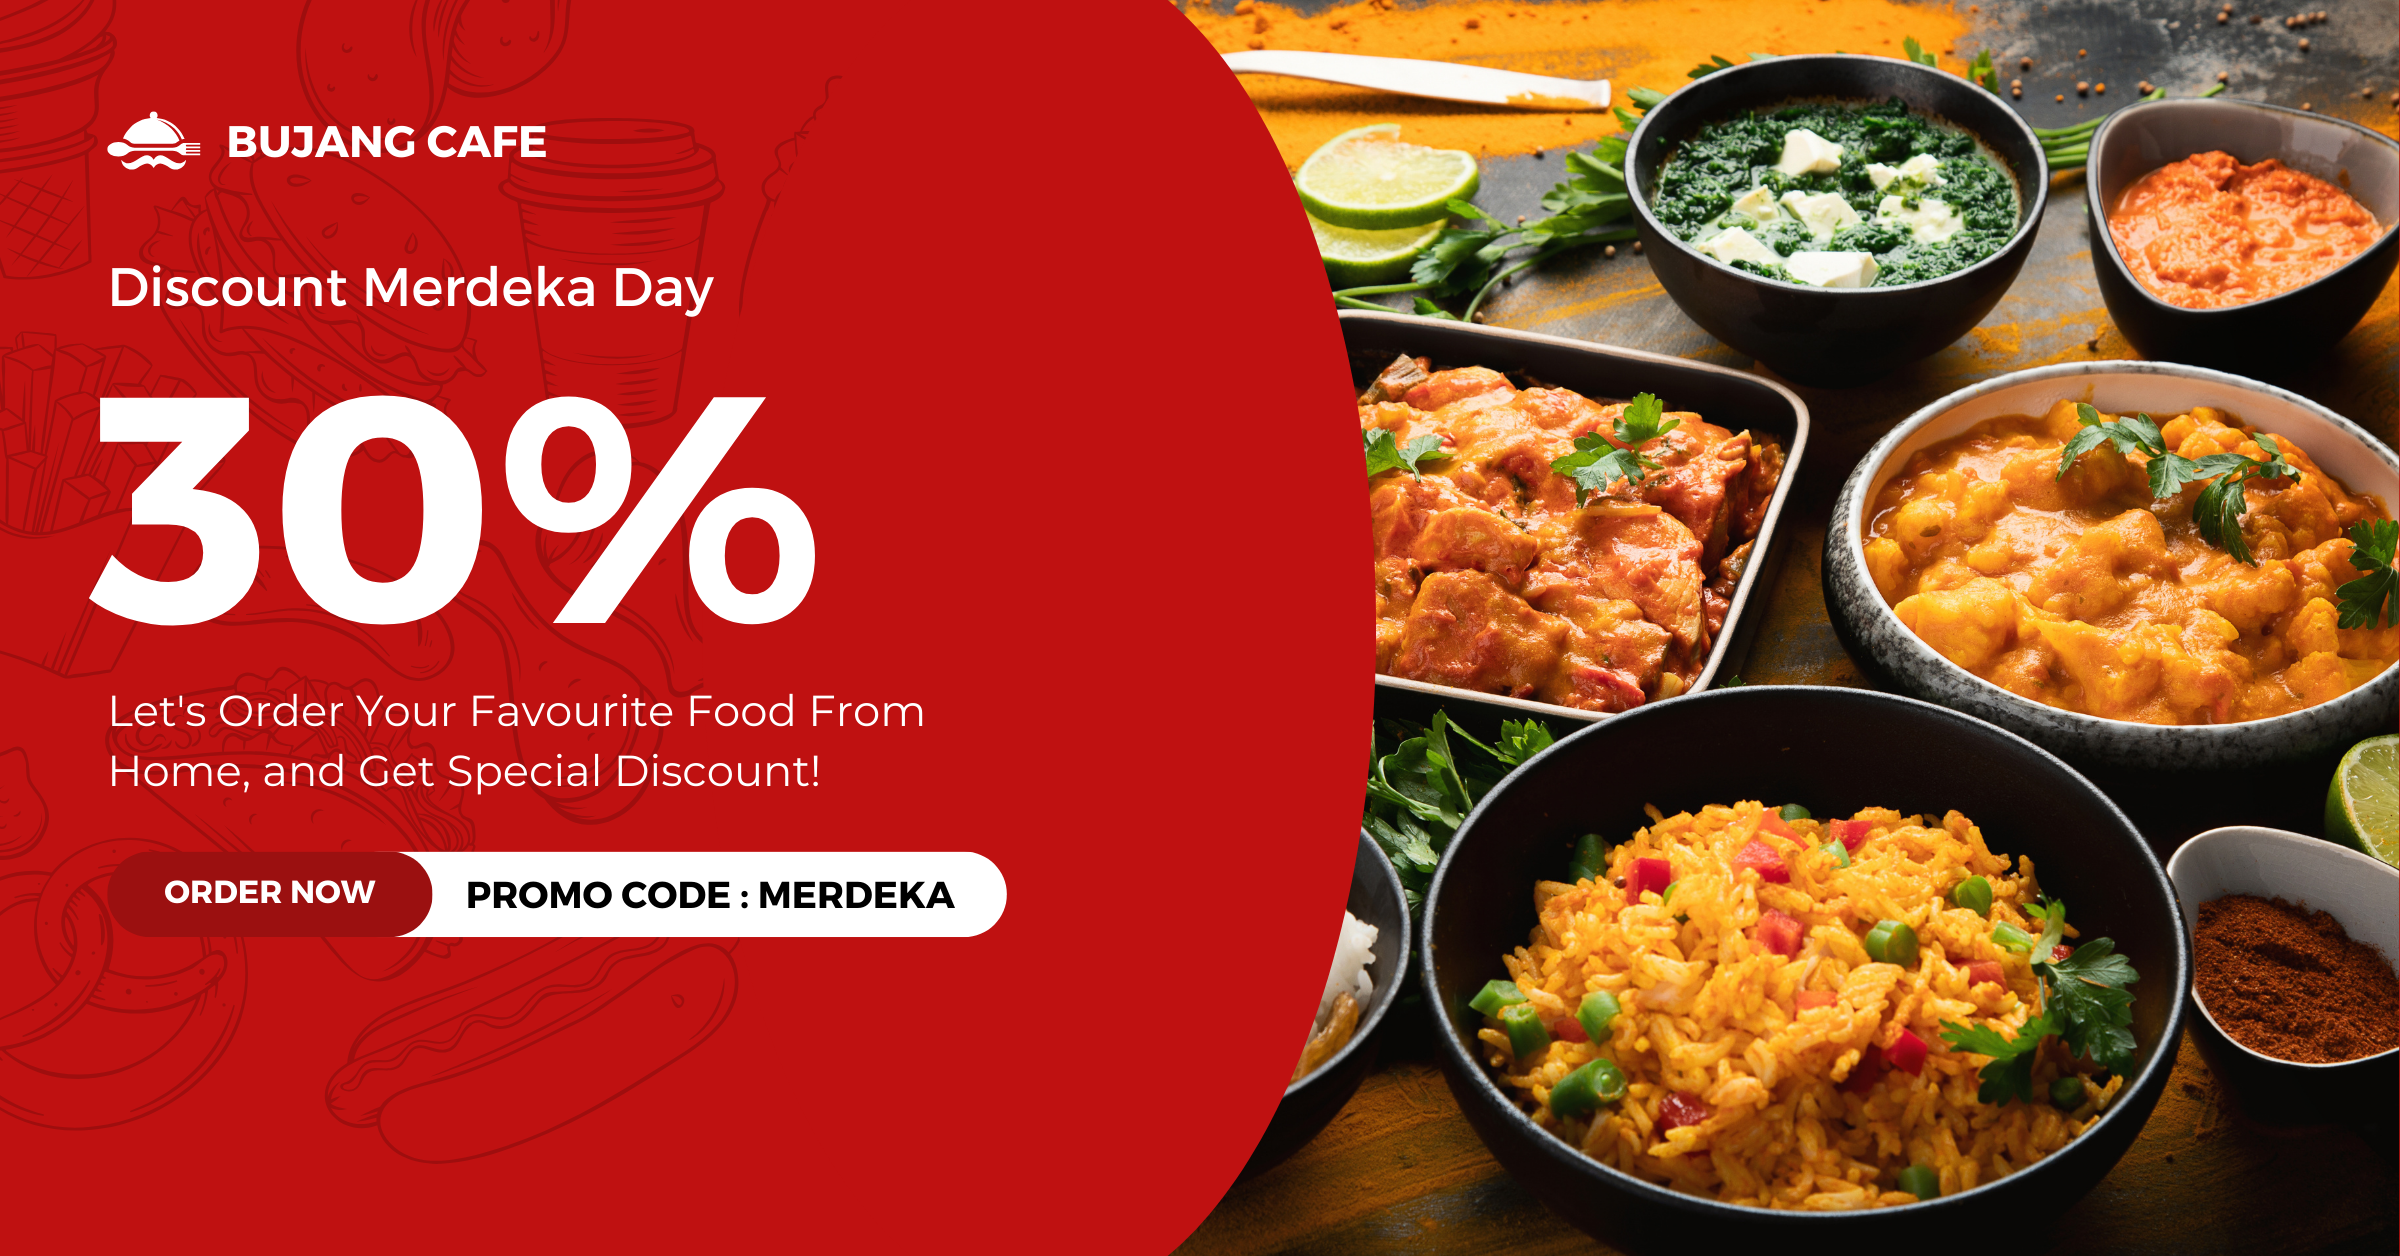 BUJANG CAFE
Discount Merdeka Day
30%
Let's Order Your Favourite Food From
Home, and Get Special Discount!
ORDER NOW
PROMO CODE : MERDEKA